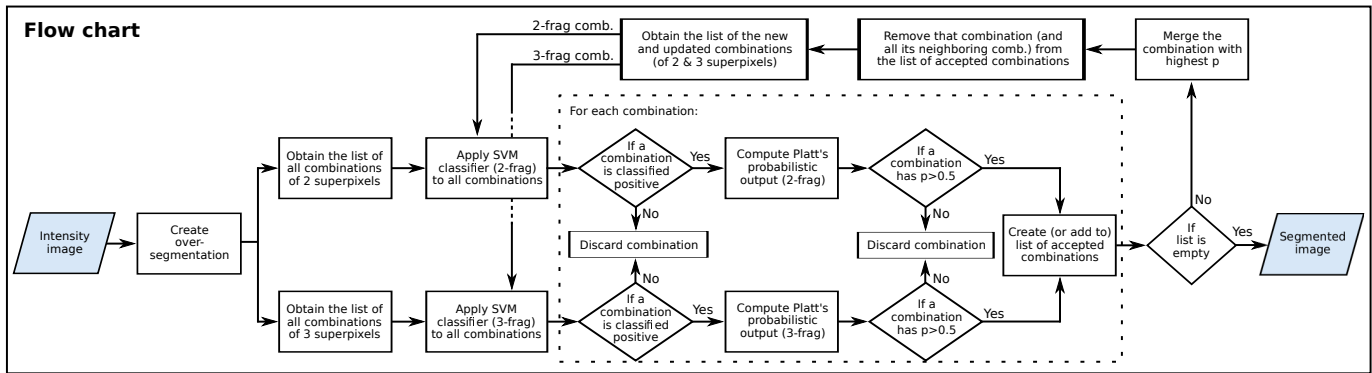 Flow chart
2-frag comb.
3-frag comb.
Obtain the list of the new
and updated combinations
(of 2 & 3 superpixels)
Remove that combination (and
all its neighboring comb.) from
the list of accepted combinations
Merge the
combination with
highest p
For each combination:
Obtain the list of
all combinations
of 2 superpixels
Apply SVM
classifier (2-frag)
to all combinations
If a
combination
is classified
positive
Yes
Compute Platt's
probabilistic
output (2-frag)
If a
combination
has p>0.5
Yes
No
No
No
Intensity
image
Create
over-
segmentation
Discard combination
Discard combination
Create (or add to)
list of accepted
combinations
If
list is
empty
Yes
Segmented
image
No
No
Obtain the list of
all combinations
of 3 superpixels
Apply SVM
classifier (3-frag)
to all combinations
If a
combination
is classified
positive
Yes
Compute Platt's
probabilistic
output (3-frag)
If a
combination
has p>0.5
Yes